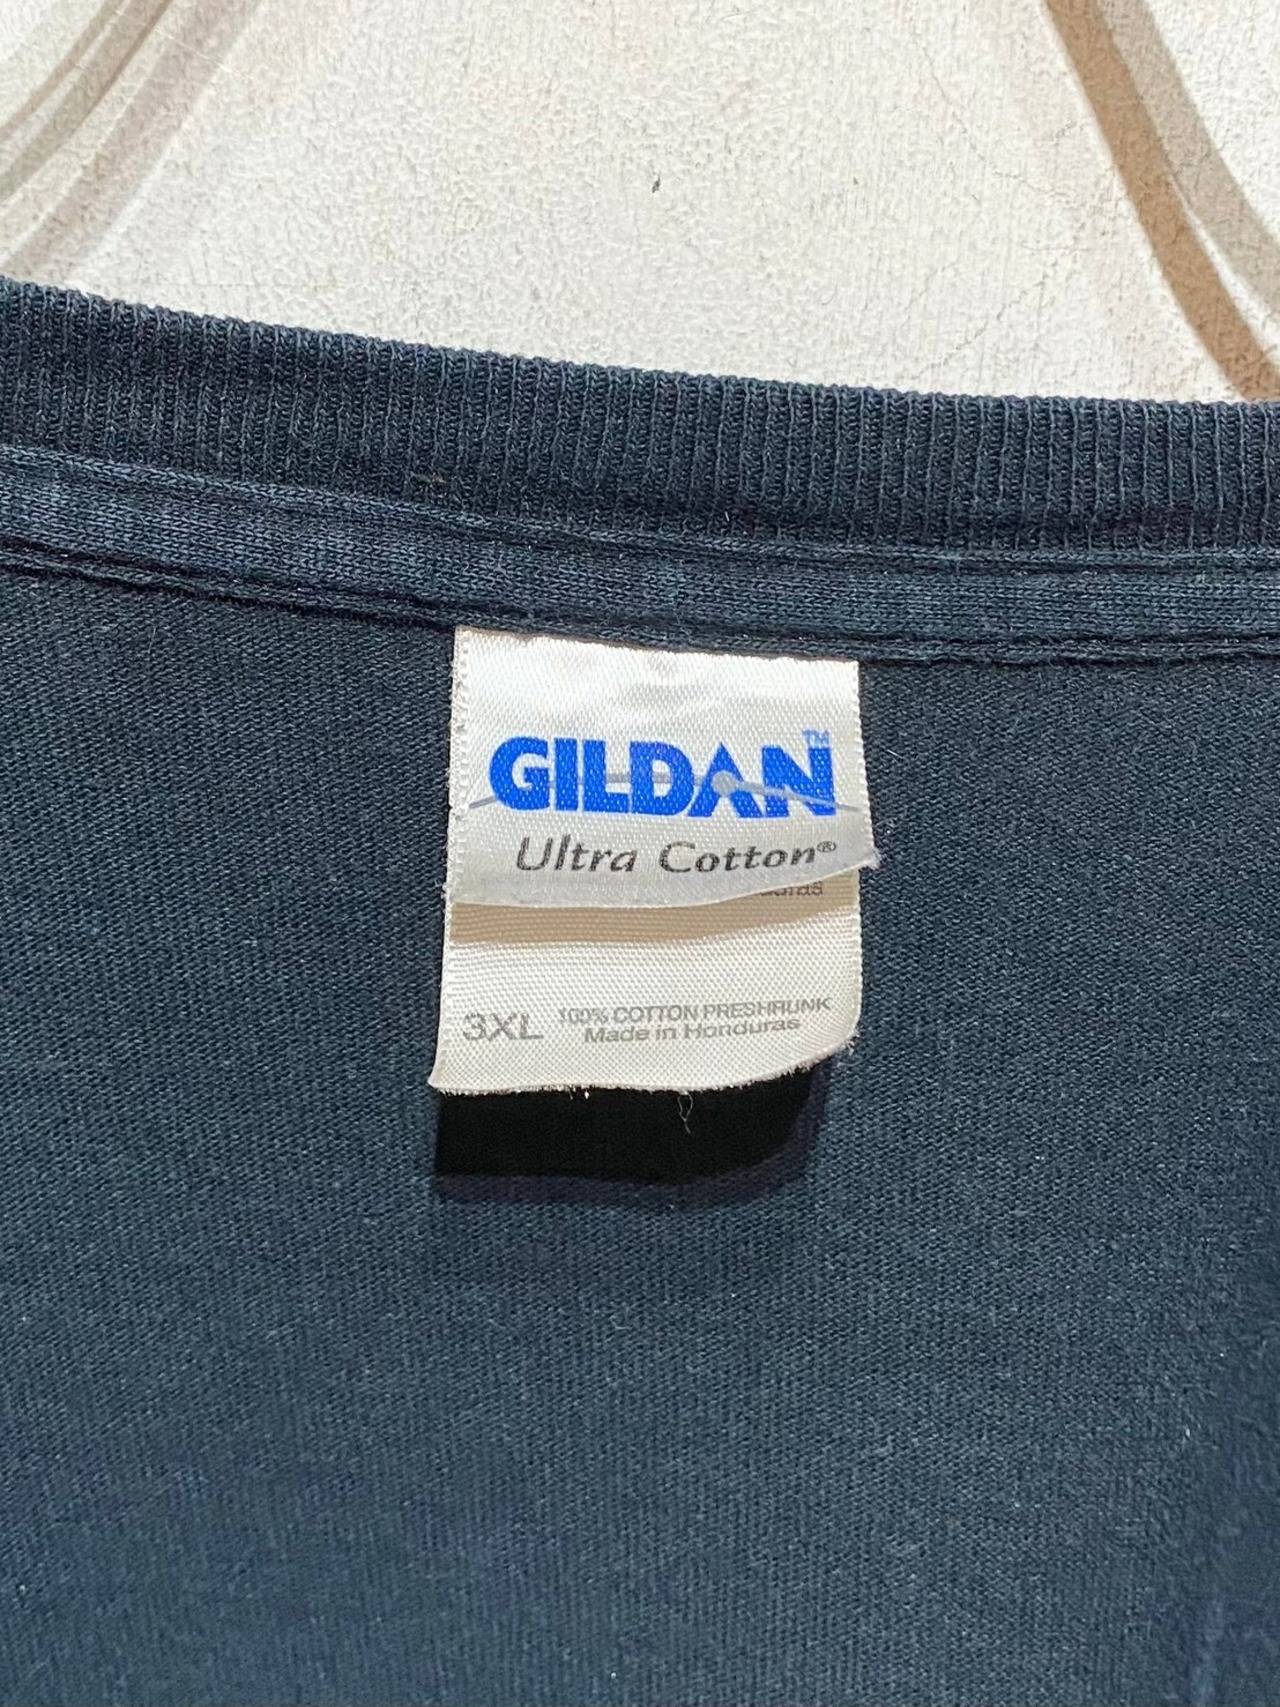 GILDAN™
Ultra Cotton®
3XL 100% COTTON PRESHRUNK
Made in Honduras